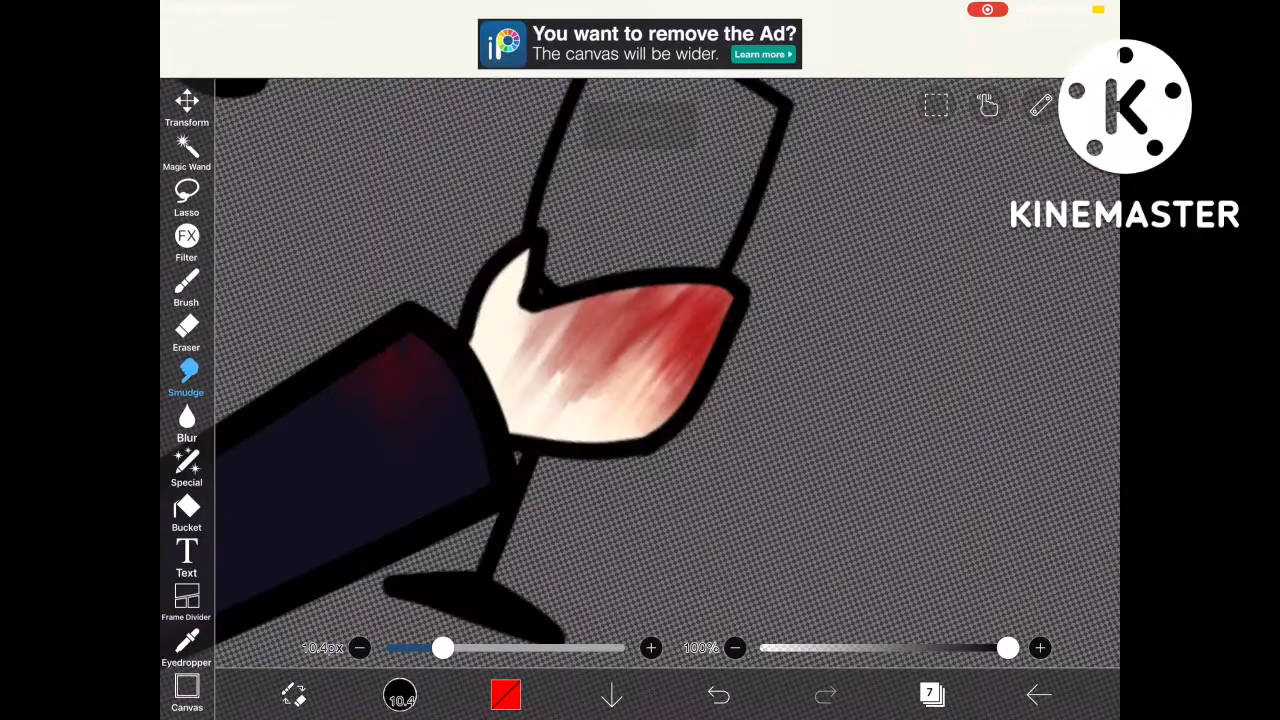 You want to remove the Ad?
The canvas will be wider. Learn more
iP
K
KINEMASTER
Transform
Magic Wand
Lasso
FX
Filter
Brush
Eraser
Smudge
Blur
Special
Bucket
T
Text
Frame Divider
Eyedropper
Canvas
10.4px
100%
10.4
7